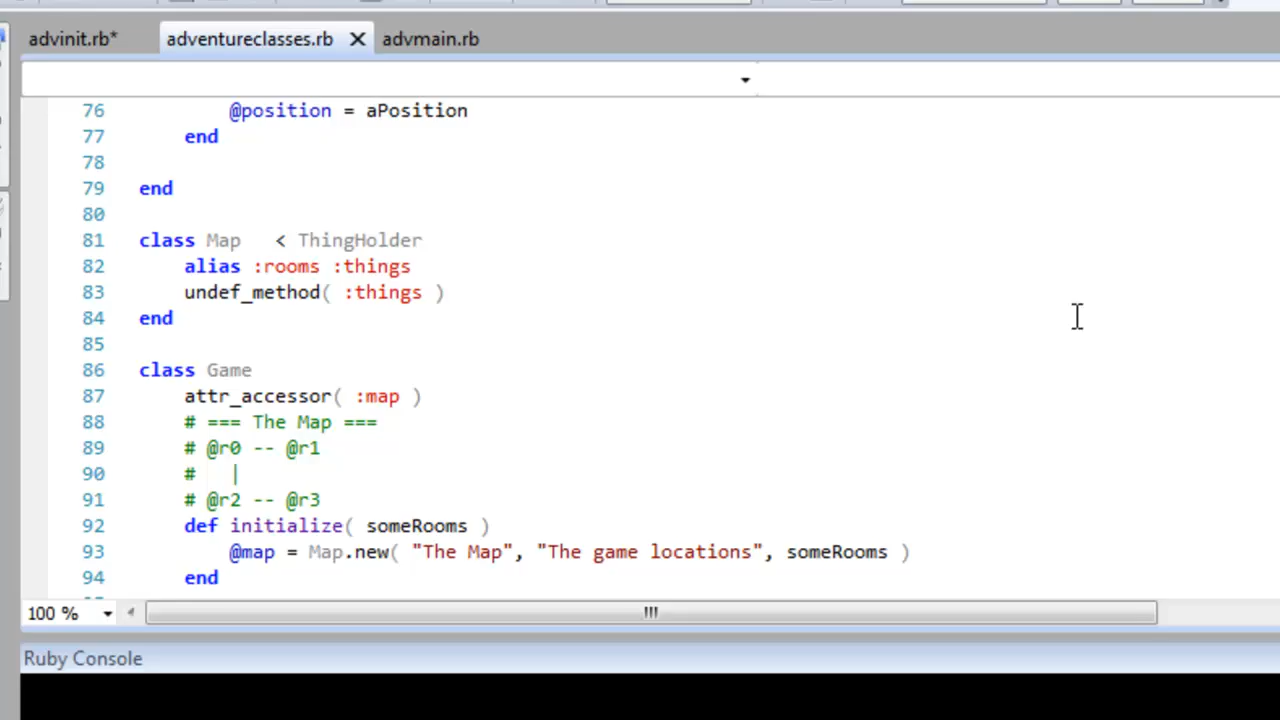 advinit.rb* adventureclasses.rb advmain.rb
76 @position = aPosition
77 end
78
79 end
80
81 class Map < ThingHolder
82 alias :rooms :things
83 undef_method( :things )
84 end
85
86 class Game
87 attr_accessor( :map )
88 # === The Map ===
89 # @r0 -- @r1
90 # |
91 # @r2 -- @r3
92 def initialize( someRooms )
93 @map = Map.new( "The Map", "The game locations", someRooms )
94 end
100 %
Ruby Console